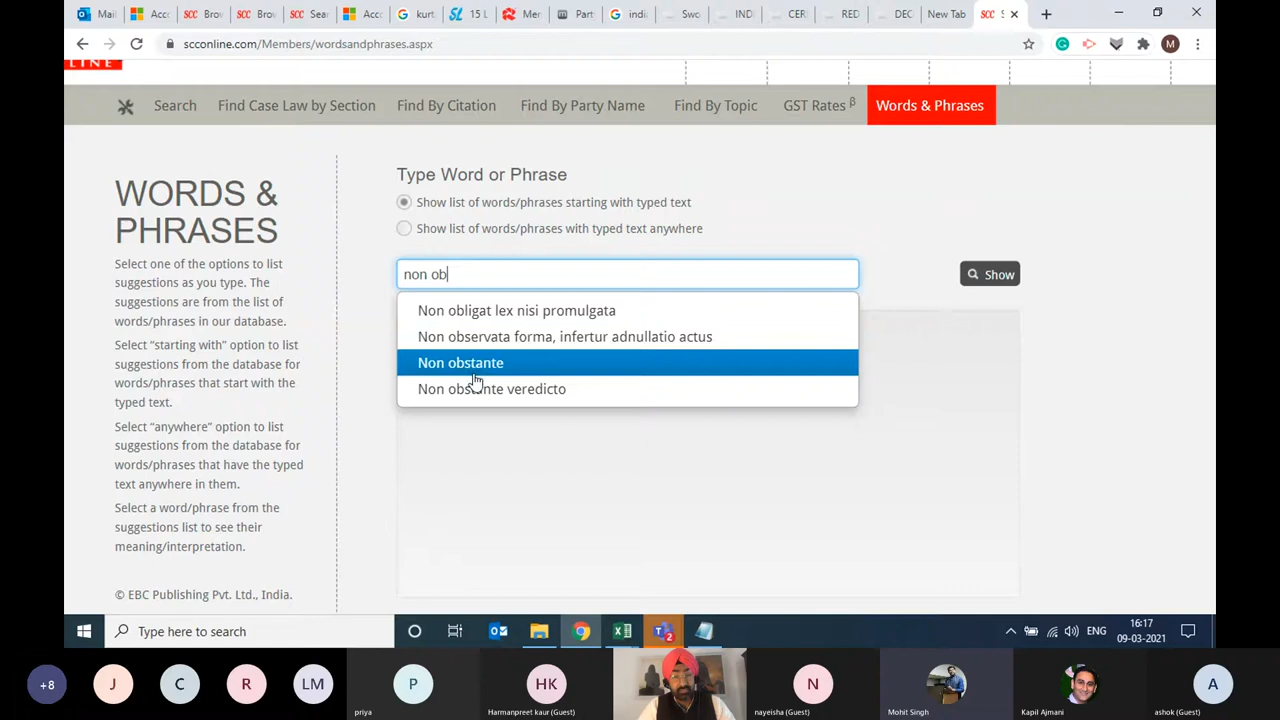 Mail
Acc
Bro
Bro
Sear
Acc
kurt
15 L
Mer
Part
india
Swo
IND
CER
RED
DEC
New Tab
S
scconline.com/Members/wordsandphrases.aspx
M
LINE
Search
Find Case Law by Section
Find By Citation
Find By Party Name
Find By Topic
GST Rates β
Words & Phrases
WORDS &
PHRASES
Select one of the options to list
suggestions as you type. The
suggestions are from the list of
words/phrases in our database.
Select “starting with” option to list
suggestions from the database for
words/phrases that start with the
typed text.
Select “anywhere” option to list
suggestions from the database for
words/phrases that have the typed
text anywhere in them.
Select a word/phrase from the
suggestions list to see their
meaning/interpretation.
© EBC Publishing Pvt. Ltd., India.
Type Word or Phrase
Show list of words/phrases starting with typed text
Show list of words/phrases with typed text anywhere
non ob
Show
Non obligat lex nisi promulgata
Non observata forma, infertur adnullatio actus
Non obstante
Non obstante veredicto
Type here to search
2
ENG
16:17
09-03-2021
+8
J
C
R
LM
P
priya
HK
Harmanpreet kaur (Guest)
N
nayeisha (Guest)
Mohit Singh
Kapil Ajmani
A
ashok (Guest)